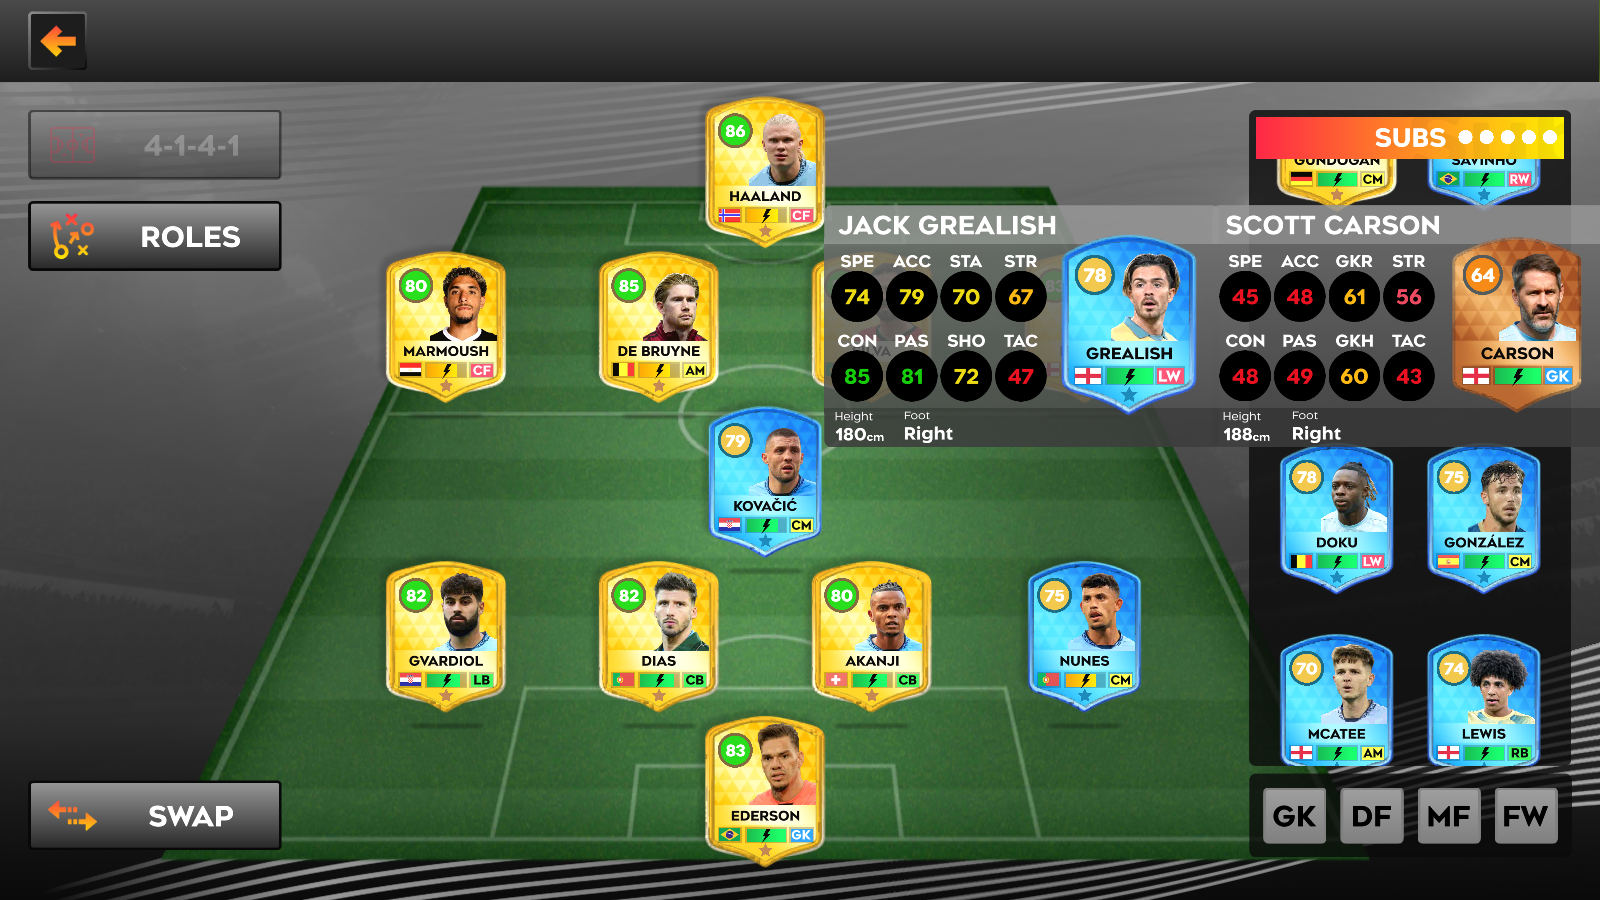 4-1-4-1
ROLES
SWAP
86
HAALAND
CF
80
MARMOUSH
CF
85
DE BRUYNE
AM
79
KOVAČIĆ
CM
82
GVARDIOL
LB
82
DIAS
CB
80
AKANJI
CB
75
NUNES
CM
83
EDERSON
GK
SUBS
GÜNDOĞAN
CM
SAVINHO
RW
JACK GREALISH
SPE ACC STA STR
74 79 70 67
CON PAS SHO TAC
85 81 72 47
Height Foot
180cm Right
78
GREALISH
LW
SCOTT CARSON
SPE ACC GKR STR
45 48 61 56
CON PAS GKH TAC
48 49 60 43
Height Foot
188cm Right
64
CARSON
GK
78
DOKU
LW
75
GONZÁLEZ
CM
70
MCATEE
AM
74
LEWIS
RB
GK DF MF FW